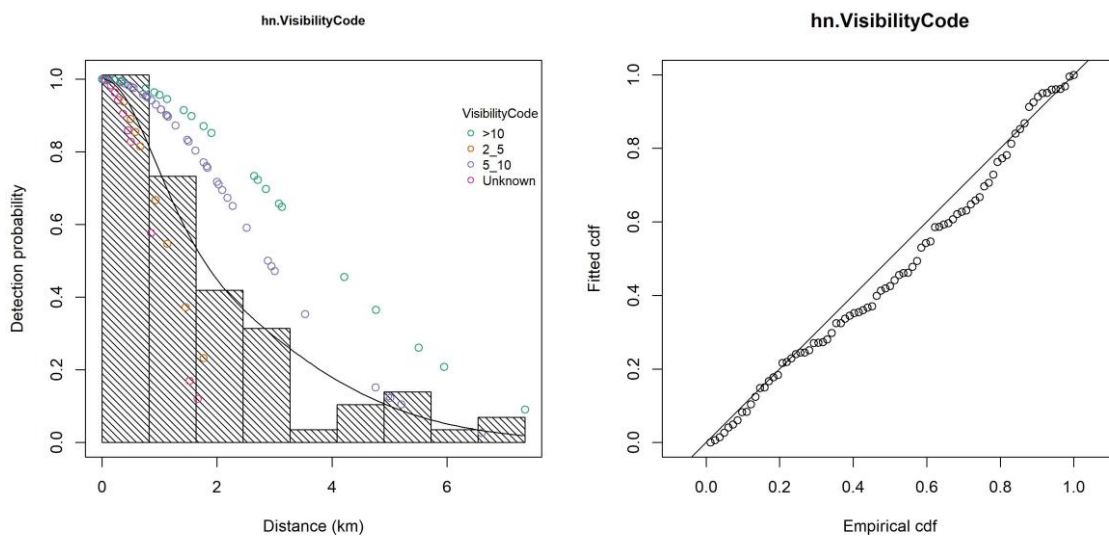 hn.VisibilityCode
Detection probability
1.0
0.8
0.6
0.4
0.2
0.0
VisibilityCode
>10
2_5
5_10
Unknown
0 2 4 6
Distance (km)
hn.VisibilityCode
Fitted cdf
1.0
0.8
0.6
0.4
0.2
0.0
0.0 0.2 0.4 0.6 0.8 1.0
Empirical cdf